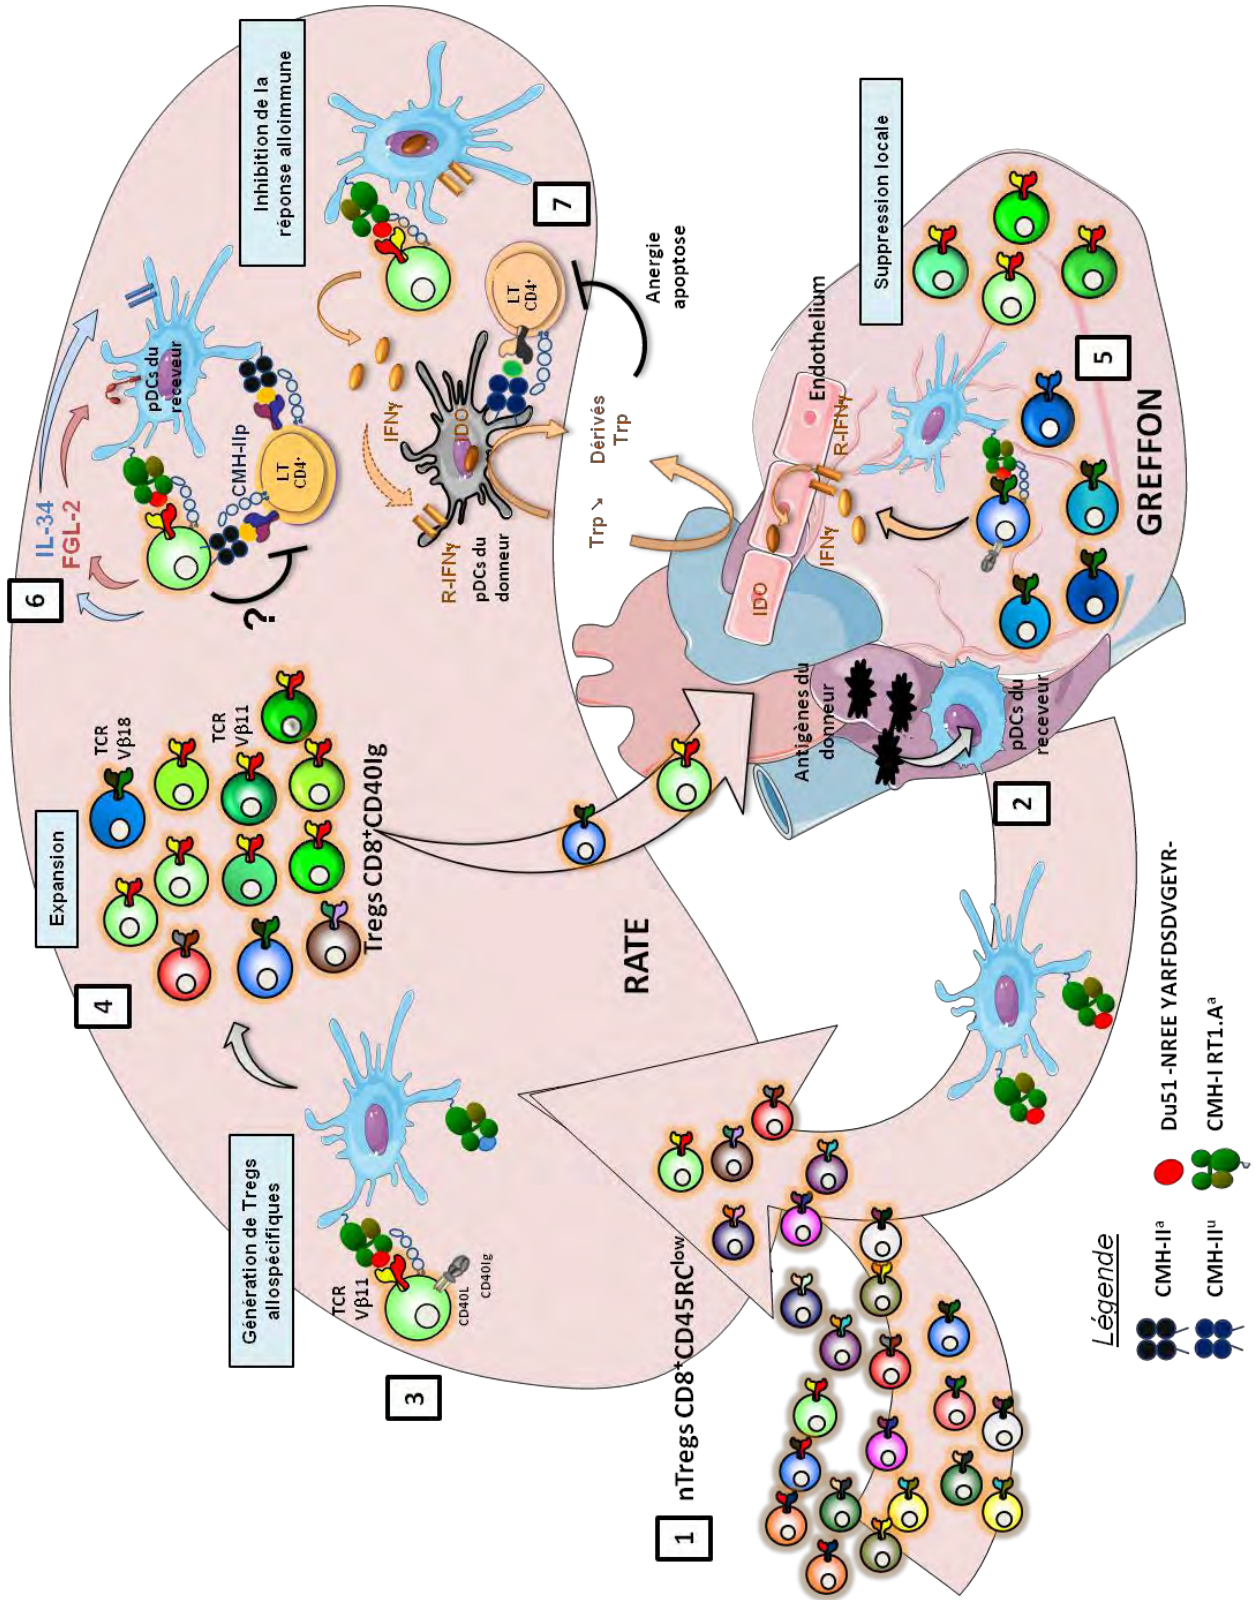 1
nTregs CD8⁺CD45RCˡᵒʷ
2
Antigènes du
donneur
pDCs du
receveur
3
Génération de Tregs
allospécifiques
TCR
Vβ11
CD40L
CD40Ig
4
Expansion
TCR
Vβ18
TCR
Vβ11
Tregs CD8⁺CD40Ig
RATE
5
Suppression locale
GREFFON
Endothelium
R-IFNγ
IFNγ
IDO
6
IL-34
FGL-2
pDCs du
receveur
CMH-IIp
LT
CD4⁺
?
7
Inhibition de la
réponse alloimmune
IFNγ
R-IFNγ
pDCs du
donneur
IDO
LT
CD4⁺
Trp ↘
Dérivés
Trp
Anergie
apoptose
Légende
CMH-IIᵃ
Du51-NREE YARFDSDVGEYR-
CMH-IIᵘ
CMH-I RT1.Aᵃ